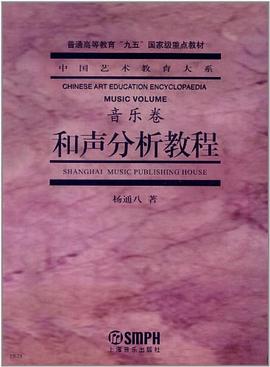 普通高等教育“九五”国家级重点教材
中国艺术教育大系
CHINESE ART EDUCATION ENCYCLOPAEDIA
MUSIC VOLUME
音乐卷
和声分析教程
SHANGHAI MUSIC PUBLISHING HOUSE
杨通八 著
SMPH
上海音乐出版社